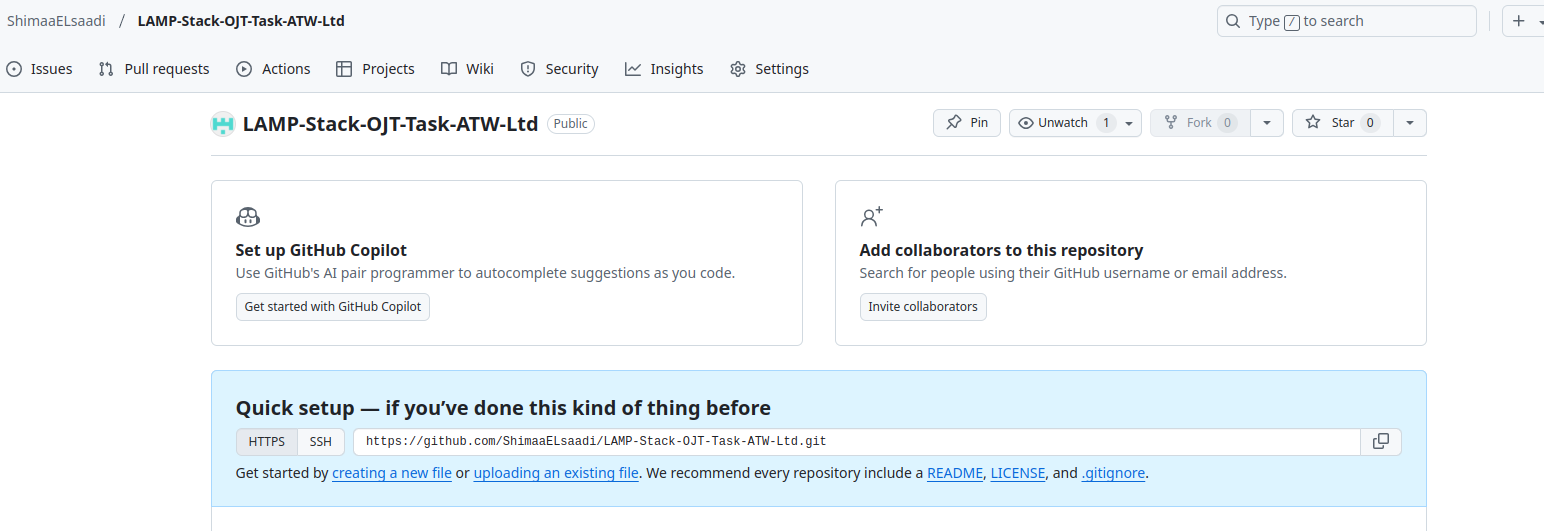 ShimaaELsaadi / LAMP-Stack-OJT-Task-ATW-Ltd
Type / to search
Issues Pull requests Actions Projects Wiki Security Insights Settings
LAMP-Stack-OJT-Task-ATW-Ltd Public
Pin Unwatch 1 Fork 0 Star 0
Set up GitHub Copilot
Use GitHub's AI pair programmer to autocomplete suggestions as you code.
Get started with GitHub Copilot
Add collaborators to this repository
Search for people using their GitHub username or email address.
Invite collaborators
Quick setup — if you’ve done this kind of thing before
HTTPS SSH https://github.com/ShimaaELsaadi/LAMP-Stack-OJT-Task-ATW-Ltd.git
Get started by creating a new file or uploading an existing file. We recommend every repository include a README, LICENSE, and .gitignore.